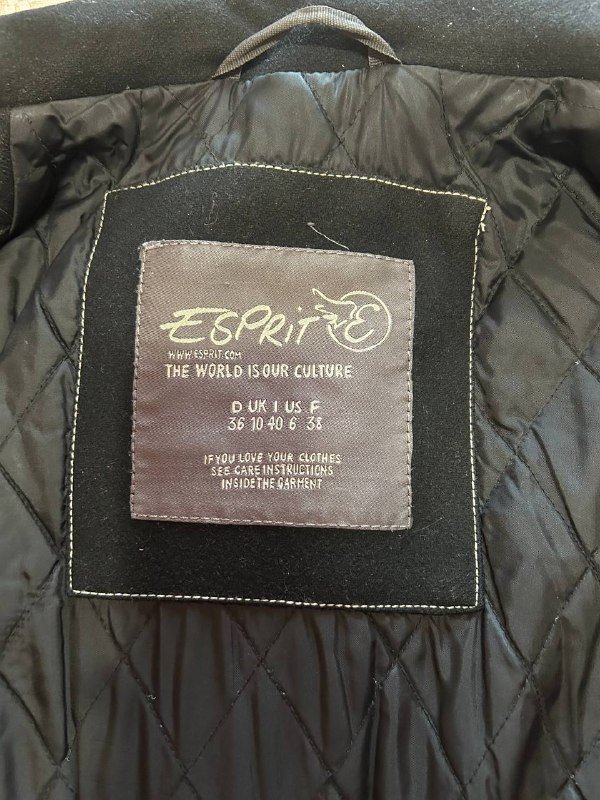 ESPRIT E
WWW.ESPRIT.COM
THE WORLD IS OUR CULTURE
D UK I US F
36 10 40 6 38
IF YOU LOVE YOUR CLOTHES
SEE CARE INSTRUCTIONS
INSIDE THE GARMENT